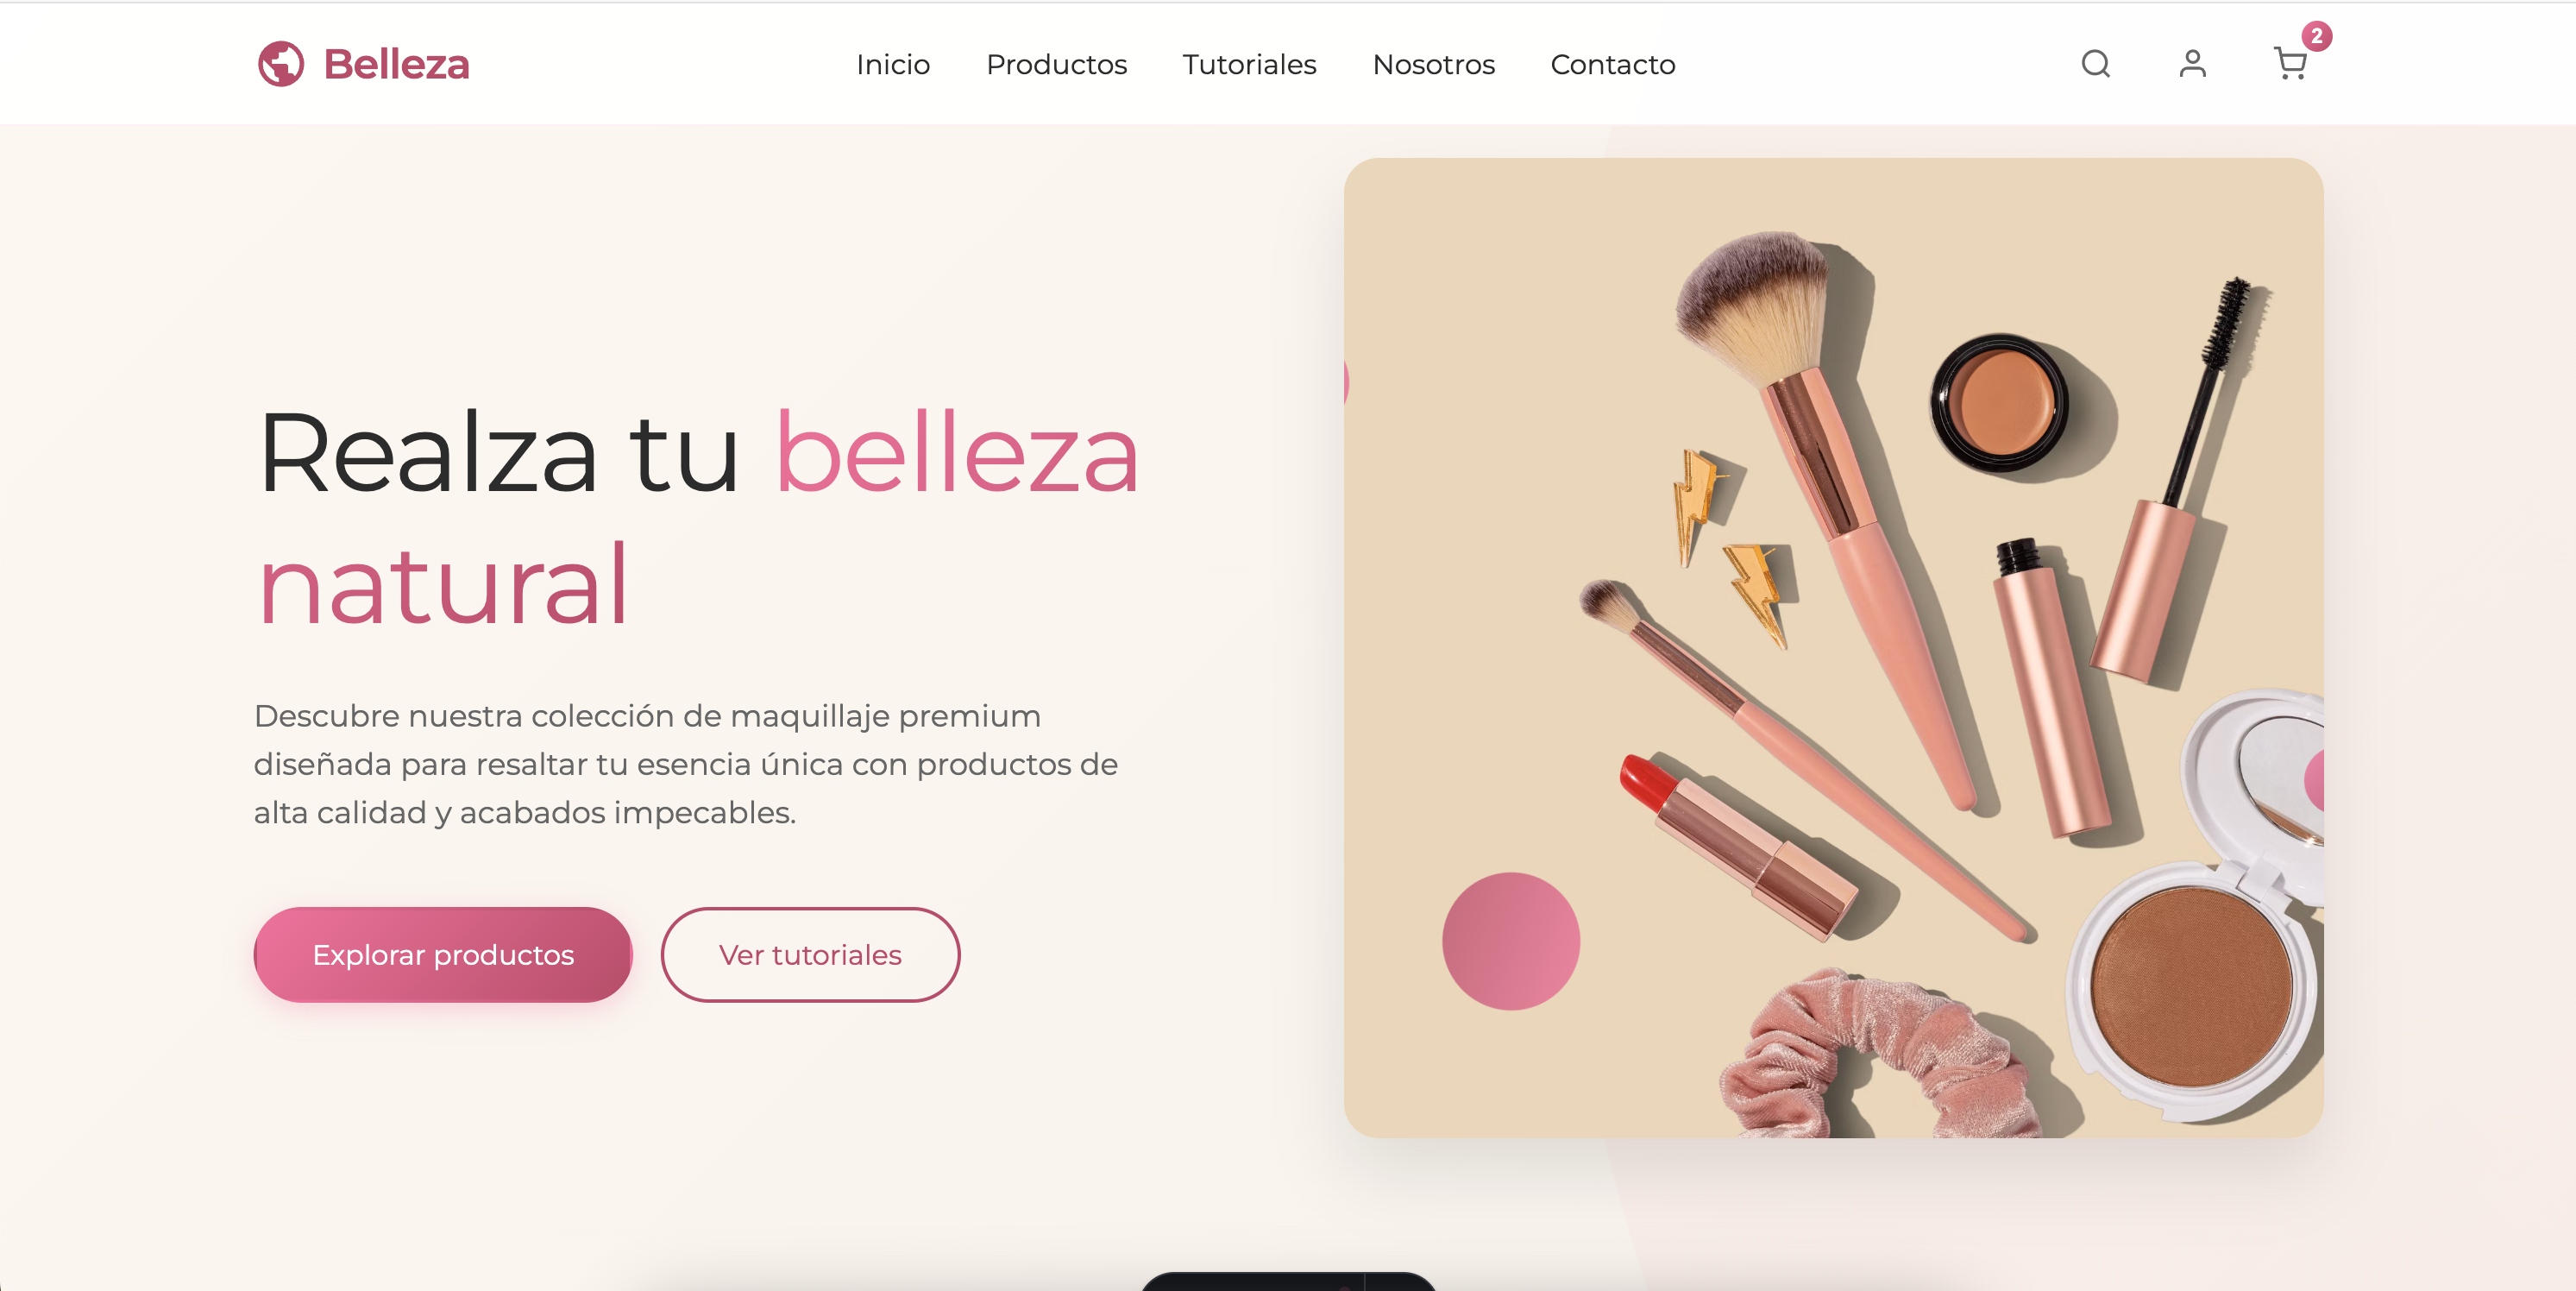 Belleza
Inicio
Productos
Tutoriales
Nosotros
Contacto
2
Realza tu belleza
natural
Descubre nuestra colección de maquillaje premium
diseñada para resaltar tu esencia única con productos de
alta calidad y acabados impecables.
Explorar productos
Ver tutoriales